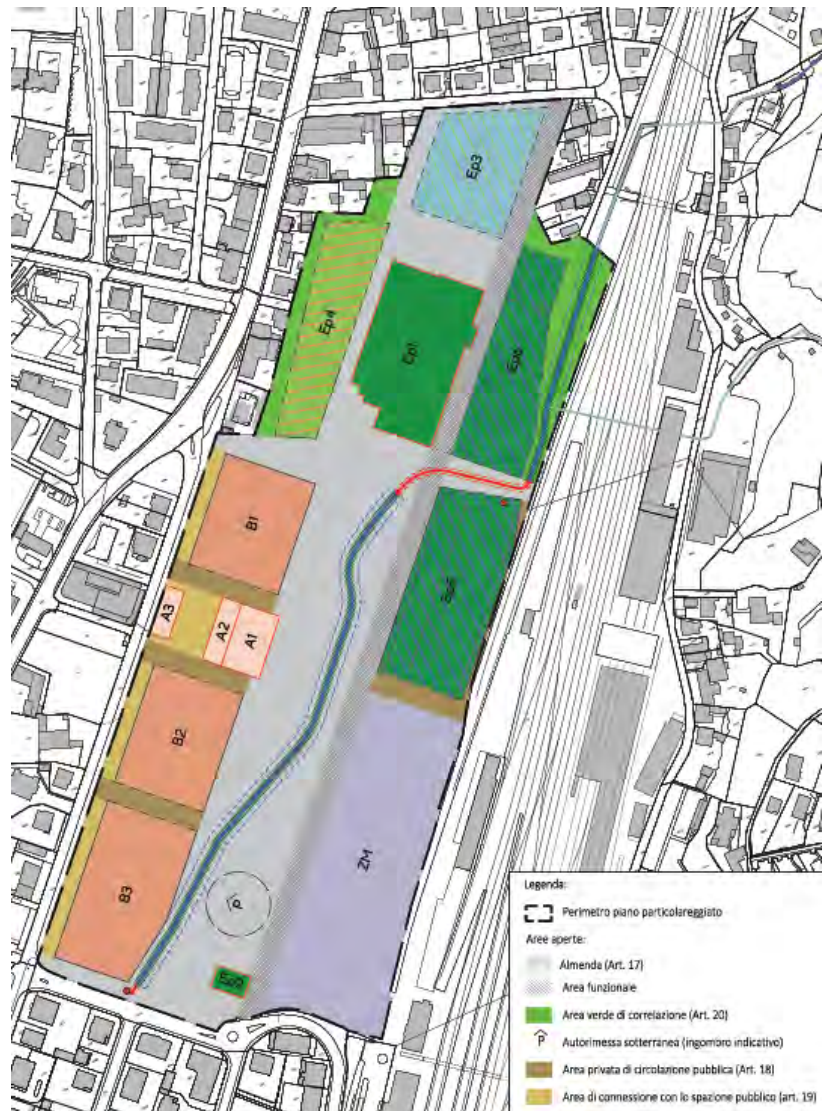 Ep3
Ep4
Ep1
Ep6
B1
A3
A2
A1
B2
ZM
B3
P
Ep2
Legenda:
Perimetro piano particolareggiato
Aree aperte:
Almenda (Art. 17)
Area funzionale
Area verde di correlazione (Art. 20)
P Autorimessa sotterranea (ingombro indicativo)
Area privata di circolazione pubblica (Art. 18)
Area di connessione con lo spazio pubblico (art. 19)